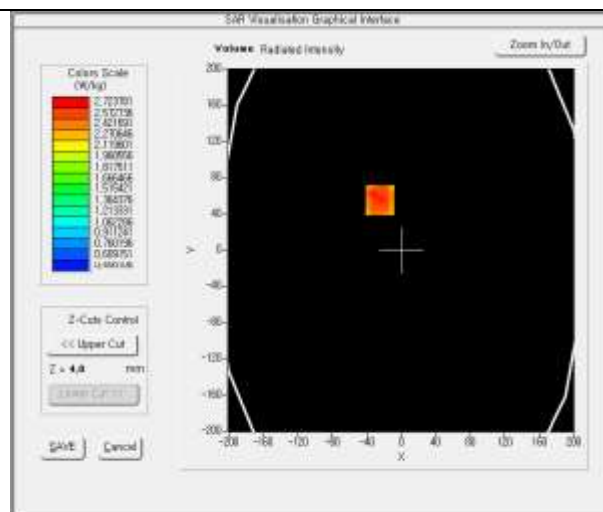 SAR Visualisation Graphical Interface
Volume Radiated Intensity
Zoom In/Out
Colors Scale
(W/kg)
2,723781
2,572736
2,421691
2,270646
2,119601
1,968556
1,817511
1,666466
1,515421
1,364376
1,213331
1,062286
0,911241
0,760196
0,609151
200
160
120
80
40
0
-40
-80
-120
-160
-200
Y
-200 -160 -120 -80 -40 0 40 80 120 160 200
X
Z-Cuts Control
<< Upper Cut
Z = 4,0 mm
Lower Cut >>
SAVE
Cancel